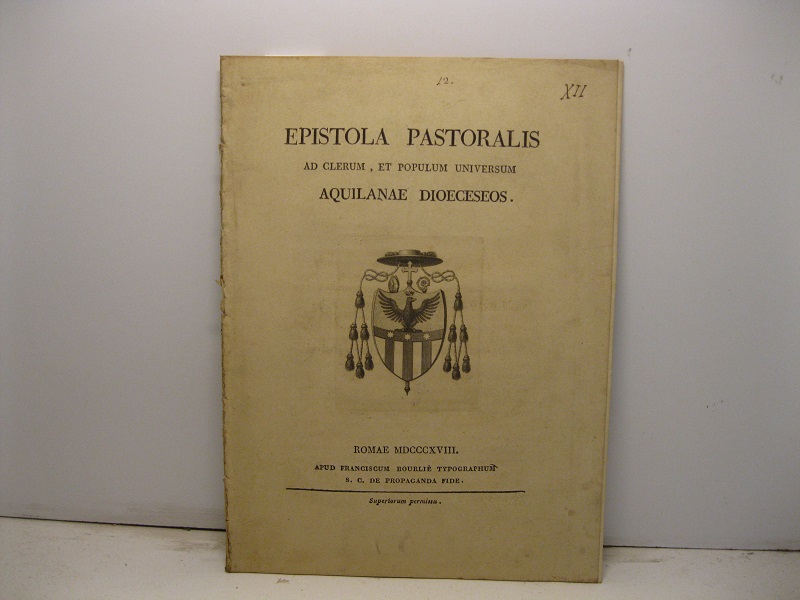 12.
XII
EPISTOLA PASTORALIS
AD CLERUM , ET POPULUM UNIVERSUM
AQUILANAE DIOECESEOS .
ROMAE MDCCCXVIII.
APUD FRANCISCUM BOURLIÈ TYPOGRAPHUM
S. C. DE PROPAGANDA FIDE.
Superiorum permissu .